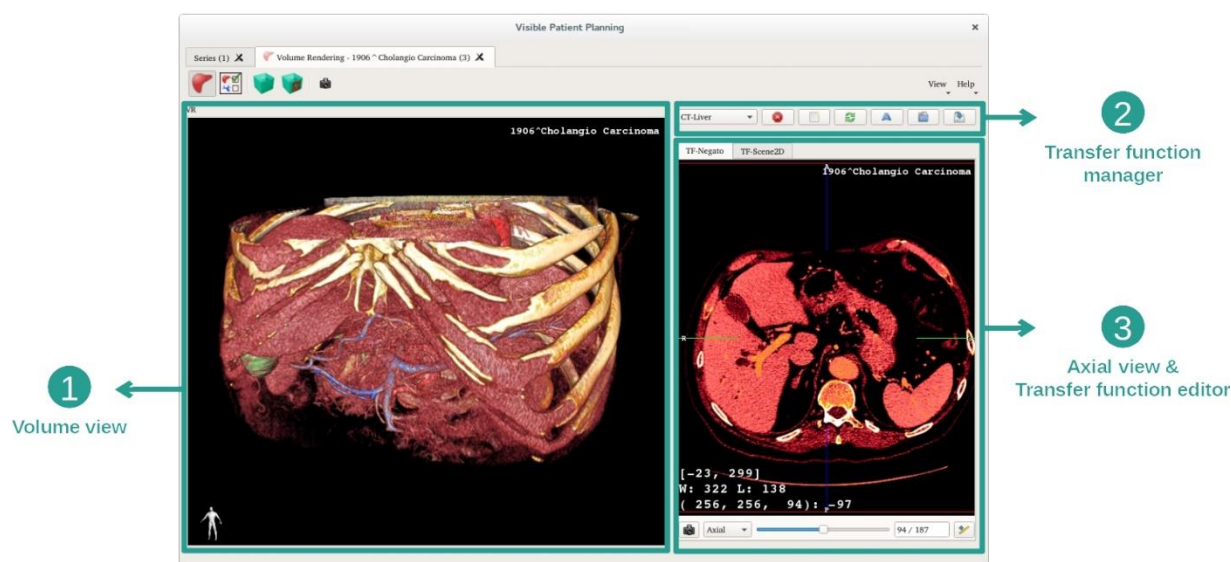 Visible Patient Planning
Series (1)
Volume Rendering - 1906 ^ Cholangio Carcinoma (3)
View Help
VR
1906^Cholangio Carcinoma
CT-Liver
2
Transfer function
manager
TF-Negato TF-Scene2D
A
1906^Cholangio Carcinoma
R
3
Axial view &
Transfer function editor
1
Volume view
[-23, 299]
W: 322 L: 138
( 256, 256, 94): -97
P
Axial
94 / 187